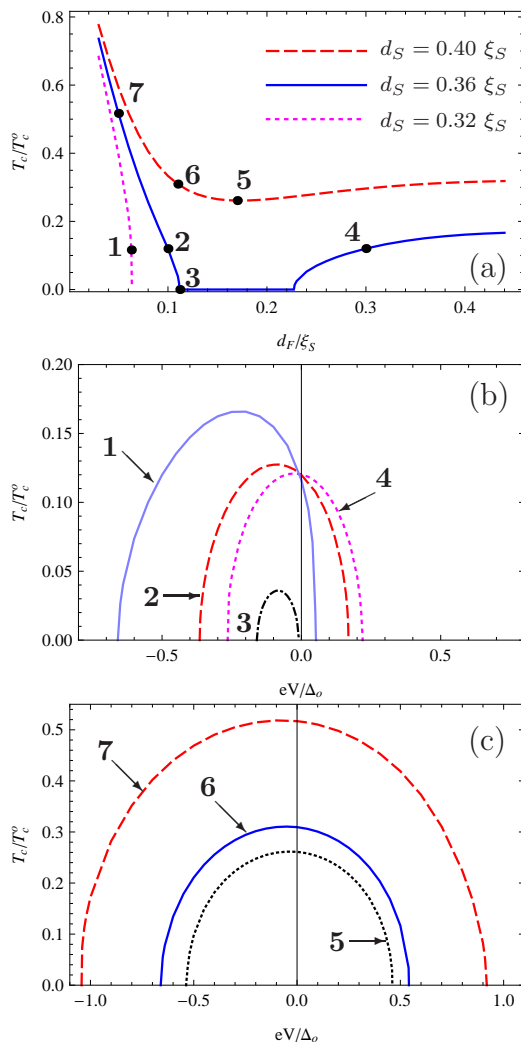 0.8
0.6
0.4
0.2
0.0
T_c/T_c^o
d_S = 0.40 ξ_S
d_S = 0.36 ξ_S
d_S = 0.32 ξ_S
7
6
5
1
2
4
3
(a)
0.1 0.2 0.3 0.4
d_F/ξ_S
0.20
0.15
0.10
0.05
0.00
T_c/T_c^o
(b)
1
4
2
3
-0.5 0.0 0.5
eV/Δ_o
0.5
0.4
0.3
0.2
0.1
0.0
T_c/T_c^o
(c)
7
6
5
-1.0 -0.5 0.0 0.5 1.0
eV/Δ_o